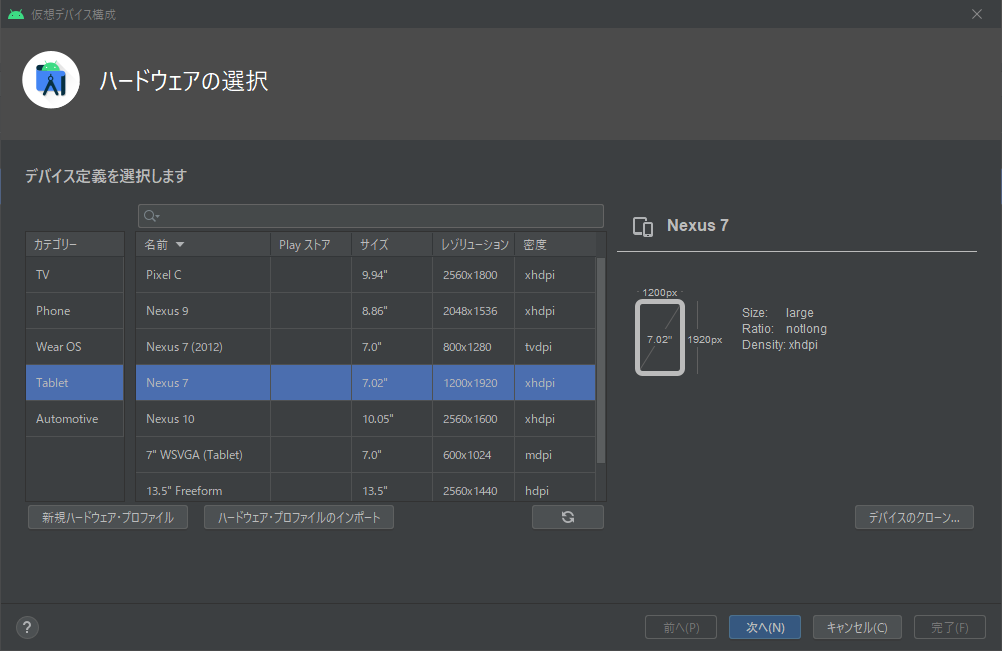 仮想デバイス構成
ハードウェアの選択
デバイス定義を選択します
カテゴリー
TV
Phone
Wear OS
Tablet
Automotive
名前 Play ストア サイズ レゾリューション 密度
Pixel C 9.94" 2560x1800 xhdpi
Nexus 9 8.86" 2048x1536 xhdpi
Nexus 7 (2012) 7.0" 800x1280 tvdpi
Nexus 7 7.02" 1200x1920 xhdpi
Nexus 10 10.05" 2560x1600 xhdpi
7" WSVGA (Tablet) 7.0" 600x1024 mdpi
13.5" Freeform 13.5" 2560x1440 hdpi
新規ハードウェア・プロファイル ハードウェア・プロファイルのインポート
Nexus 7
1200px
7.02"
1920px
Size: large
Ratio: notlong
Density: xhdpi
デバイスのクローン...
?
前へ(P) 次へ(N) キャンセル(C) 完了(F)